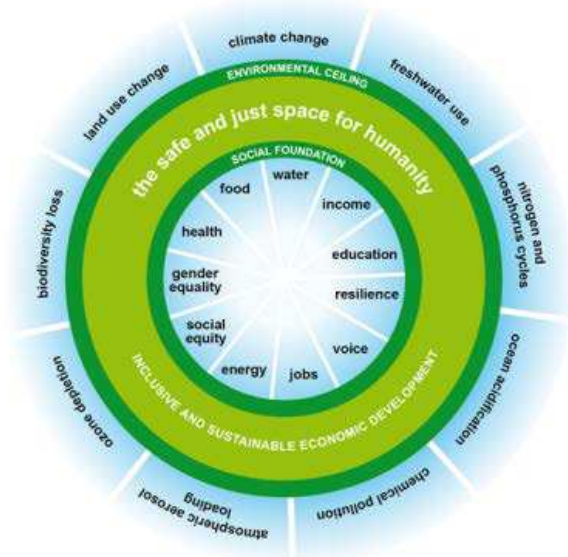 climate change
freshwater use
nitrogen and
phosphorus cycles
ocean acidification
chemical pollution
atmospheric aerosol
loading
ozone depletion
biodiversity loss
land use change
ENVIRONMENTAL CEILING
the safe and just space for humanity
SOCIAL FOUNDATION
water
income
education
resilience
voice
jobs
energy
social
equity
gender
equality
health
food
INCLUSIVE AND SUSTAINABLE ECONOMIC DEVELOPMENT